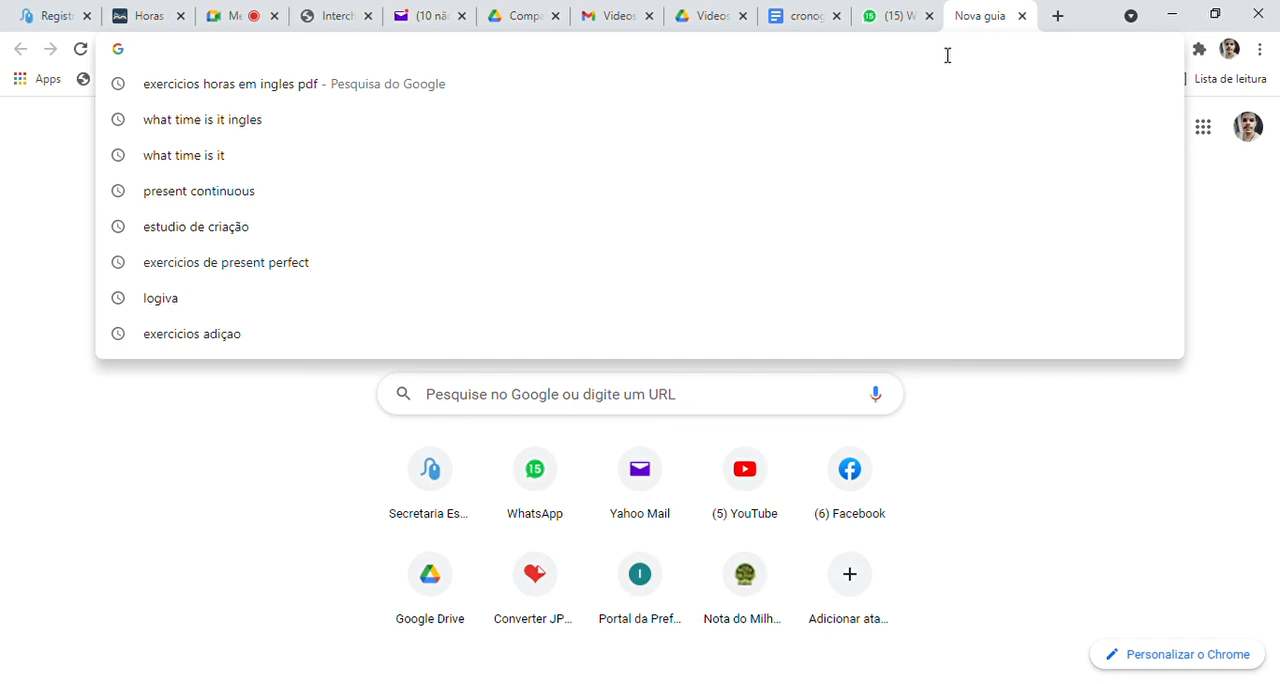 Registr
Horas
Me
Interch
(10 nã
Compa
Videos
Videos
cronog
(15) W
Nova guia
Apps
Lista de leitura
exercicios horas em ingles pdf - Pesquisa do Google
what time is it ingles
what time is it
present continuous
estudio de criação
exercicios de present perfect
logiva
exercicios adiçao
Pesquise no Google ou digite um URL
15
Secretaria Es...
WhatsApp
Yahoo Mail
(5) YouTube
(6) Facebook
I
Google Drive
Converter JP...
Portal da Pref...
Nota do Milh...
Adicionar ata...
Personalizar o Chrome